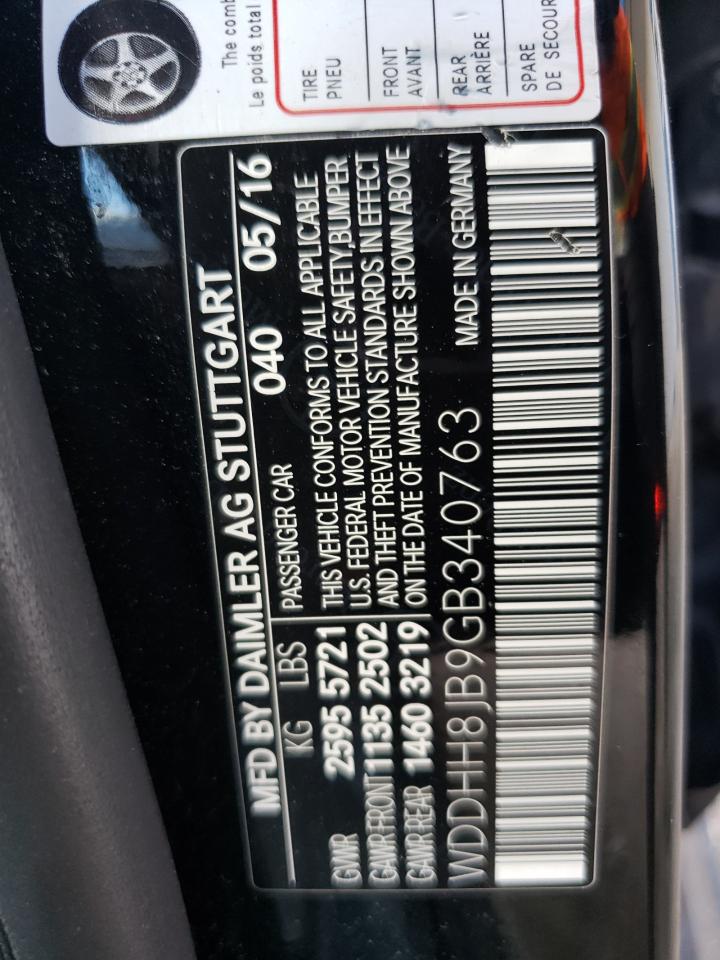 The comb
Le poids total
TIRE
PNEU
FRONT
AVANT
REAR
ARRIÈRE
SPARE
DE SECOUR
MFD BY DAIMLER AG STUTTGART
KG LBS 040 05/16
GVWR 2595 5721
GAWR FRONT 1135 2502
GAWR REAR 1460 3219
PASSENGER CAR
THIS VEHICLE CONFORMS TO ALL APPLICABLE
U.S. FEDERAL MOTOR VEHICLE SAFETY,BUMPER
AND THEFT PREVENTION STANDARDS IN EFFECT
ON THE DATE OF MANUFACTURE SHOWN ABOVE
WDDHH8JB9GB340763 MADE IN GERMANY